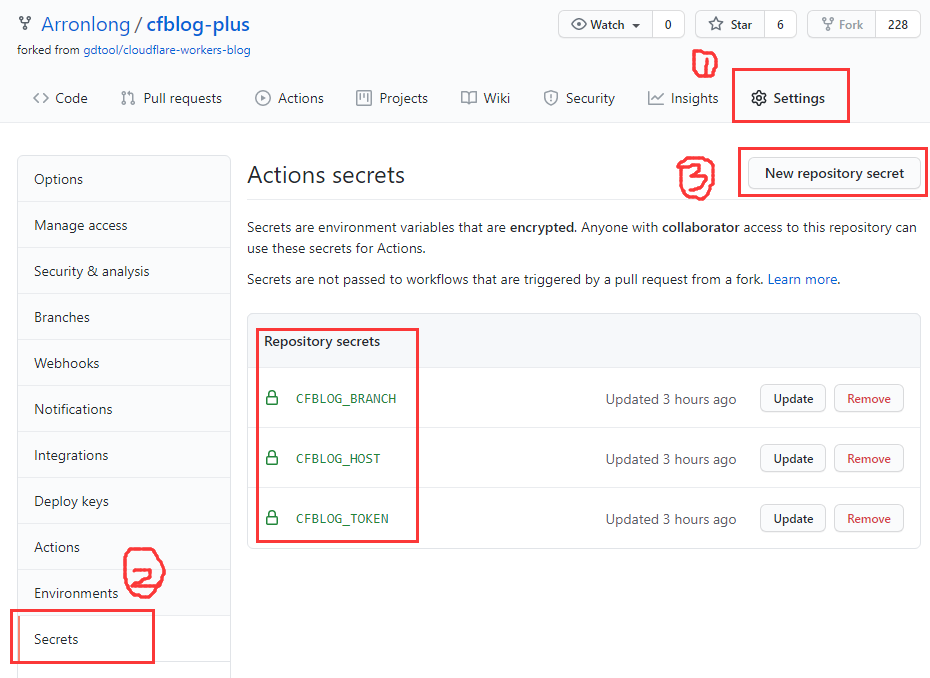 Arronlong / cfblog-plus
Watch 0 Star 6 Fork 228
forked from gdtool/cloudflare-workers-blog
1
Code Pull requests Actions Projects Wiki Security Insights Settings
Options
Manage access
Security & analysis
Branches
Webhooks
Notifications
Integrations
Deploy keys
Actions
2
Environments
Secrets
Actions secrets
3
New repository secret
Secrets are environment variables that are encrypted. Anyone with collaborator access to this repository can
use these secrets for Actions.
Secrets are not passed to workflows that are triggered by a pull request from a fork. Learn more.
Repository secrets
CFBLOG_BRANCH Updated 3 hours ago Update Remove
CFBLOG_HOST Updated 3 hours ago Update Remove
CFBLOG_TOKEN Updated 3 hours ago Update Remove